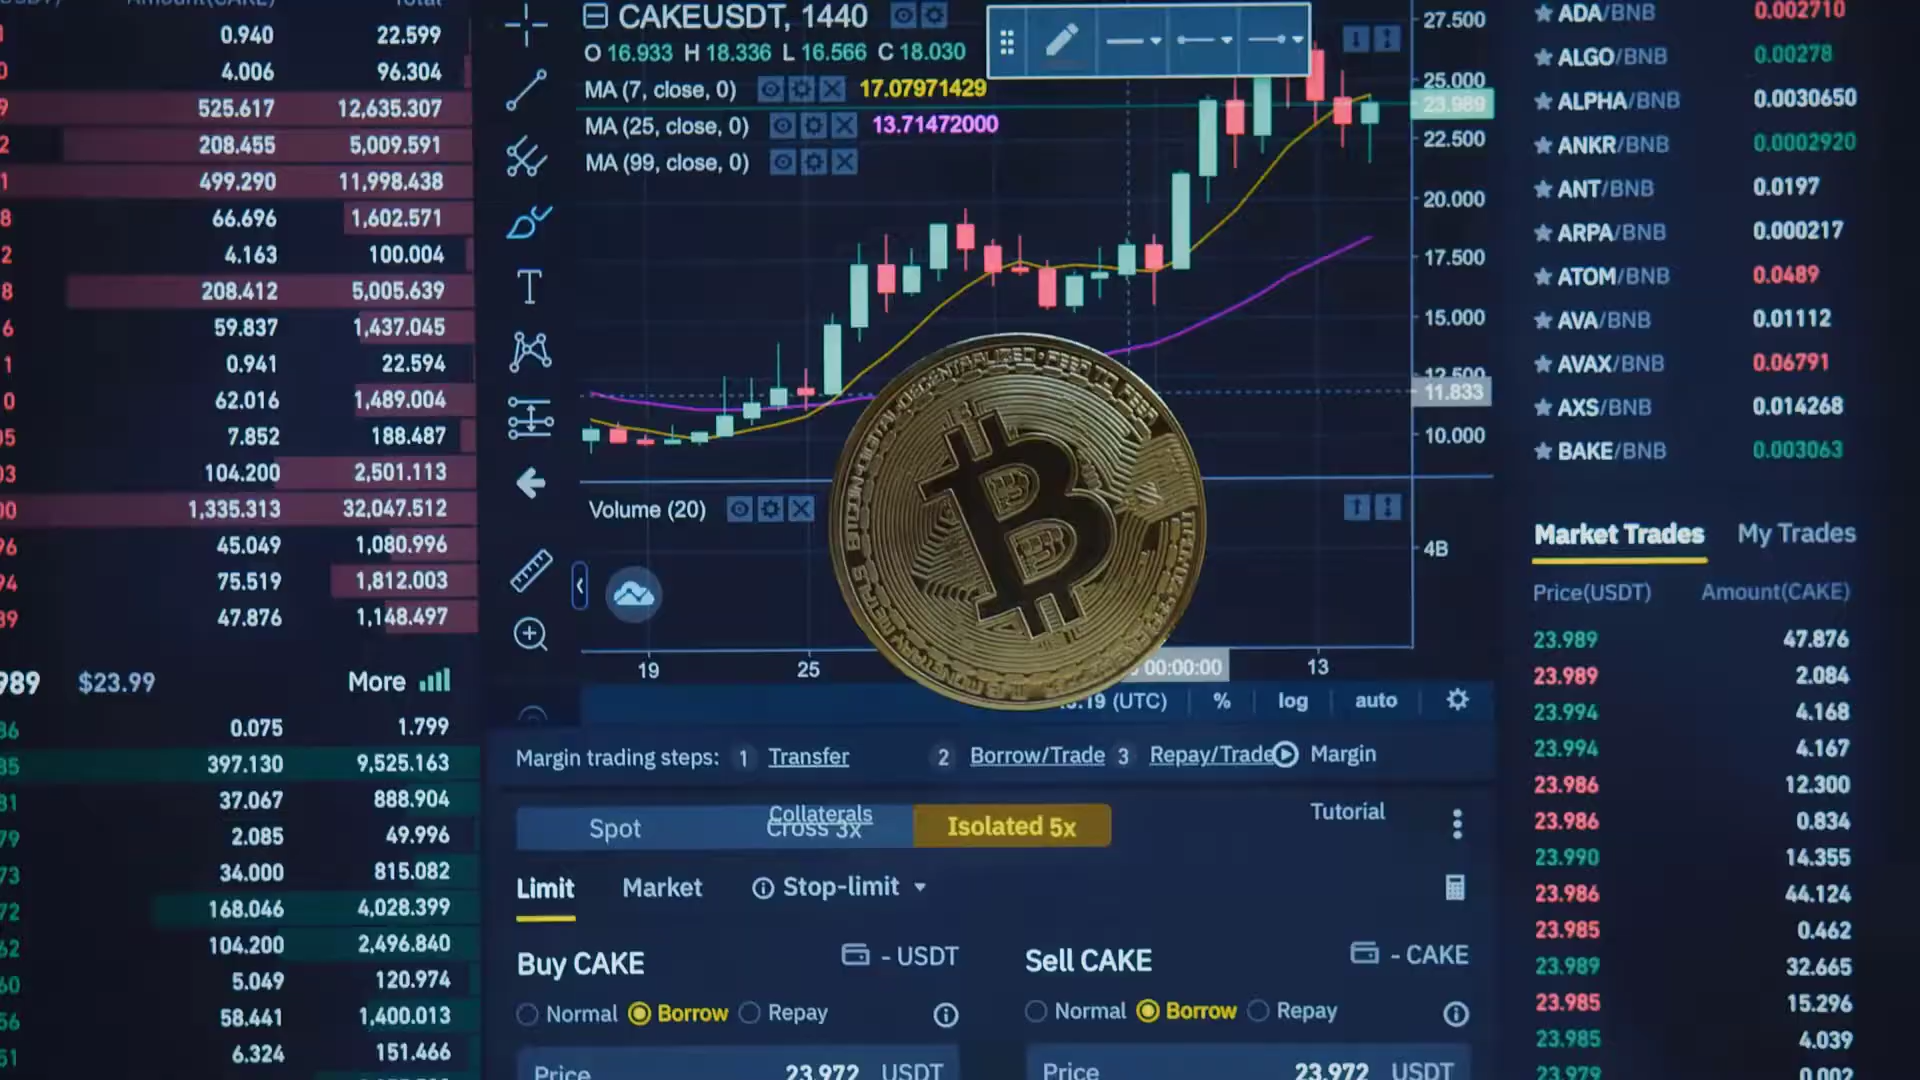 0.940 22.599
4.006 96.304
525.617 12,635.307
208.455 5,009.591
499.290 11,998.438
66.696 1,602.571
4.163 100.004
208.412 5,005.639
59.837 1,437.045
0.941 22.594
62.016 1,489.004
7.852 188.487
104.200 2,501.113
1,335.313 32,047.512
45.049 1,080.996
75.519 1,812.003
47.876 1,148.497
$23.99 More
0.075 1.799
397.130 9,525.163
37.067 888.904
2.085 49.996
34.000 815.082
168.046 4,028.399
104.200 2,496.840
5.049 120.974
58.441 1,400.013
6.324 151.466
CAKEUSDT, 1440
O 16.933 H 18.336 L 16.566 C 18.030
MA (7, close, 0) 17.07971429
MA (25, close, 0) 13.71472000
MA (99, close, 0)
27.500
25.000
23.989
22.500
20.000
17.500
15.000
12.500
11.833
10.000
Volume (20)
4B
19 25 00:00:00 13
(UTC) % log auto
Margin trading steps: 1 Transfer 2 Borrow/Trade 3 Repay/Trade Margin
Collaterals Tutorial
Spot Cross 3x Isolated 5x
Limit Market Stop-limit
Buy CAKE - USDT
Normal Borrow Repay
Price 23.972 USDT
Sell CAKE - CAKE
Normal Borrow Repay
Price 23.972 USDT
ADA/BNB 0.002710
ALGO/BNB 0.00278
ALPHA/BNB 0.0030650
ANKR/BNB 0.0002920
ANT/BNB 0.0197
ARPA/BNB 0.000217
ATOM/BNB 0.0489
AVA/BNB 0.01112
AVAX/BNB 0.06791
AXS/BNB 0.014268
BAKE/BNB 0.003063
Market Trades My Trades
Price(USDT) Amount(CAKE)
23.989 47.876
23.989 2.084
23.994 4.168
23.994 4.167
23.986 12.300
23.986 0.834
23.990 14.355
23.986 44.124
23.985 0.462
23.989 32.665
23.985 15.296
23.985 4.039
23.979 0.002